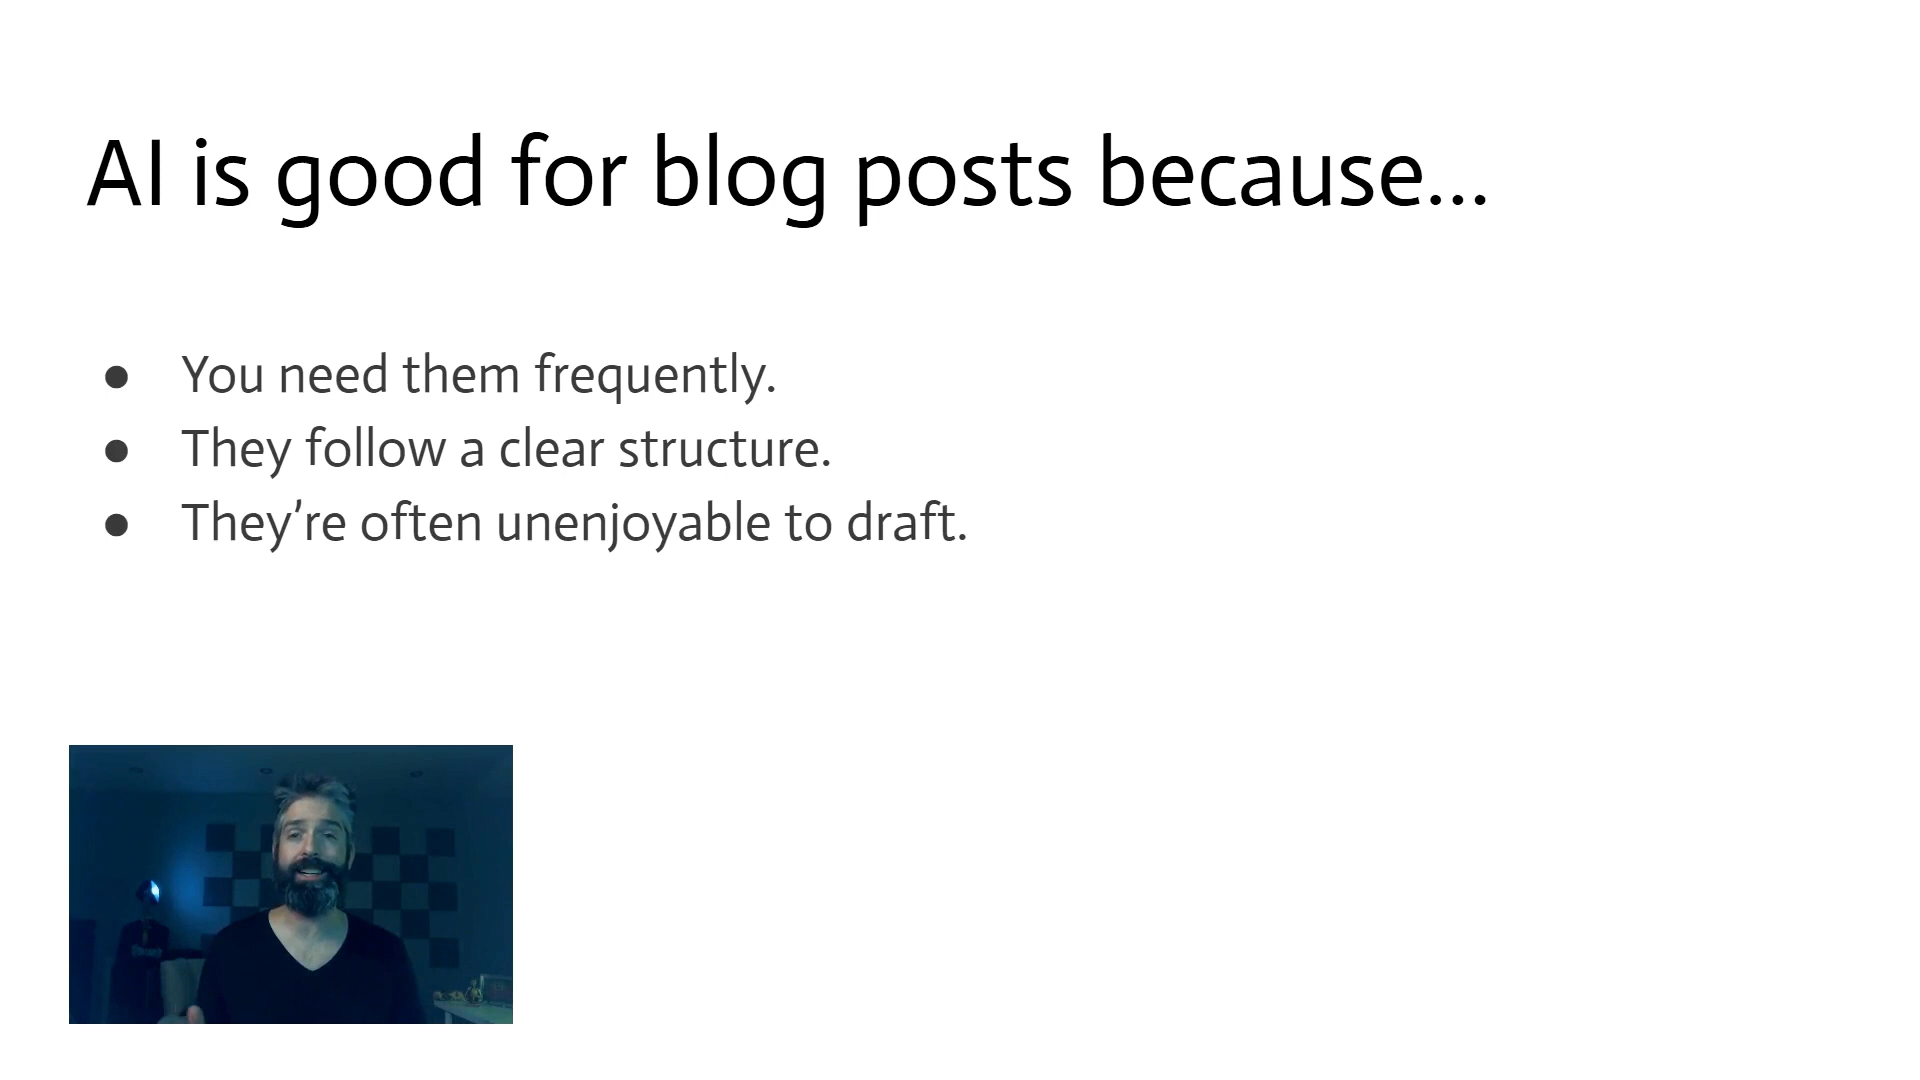 AI is good for blog posts because...
● You need them frequently.
● They follow a clear structure.
● They’re often unenjoyable to draft.